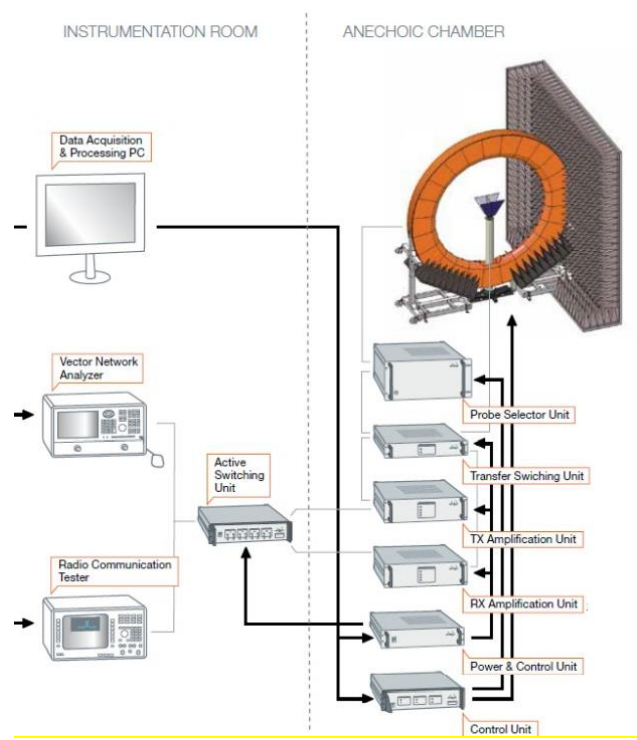 INSTRUMENTATION ROOM
ANECHOIC CHAMBER
Data Acquisition
& Processing PC
Vector Network
Analyzer
Probe Selector Unit
Active
Switching
Unit
Transfer Swiching Unit
TX Amplification Unit
Radio Communication
Tester
RX Amplification Unit
Power & Control Unit
Control Unit